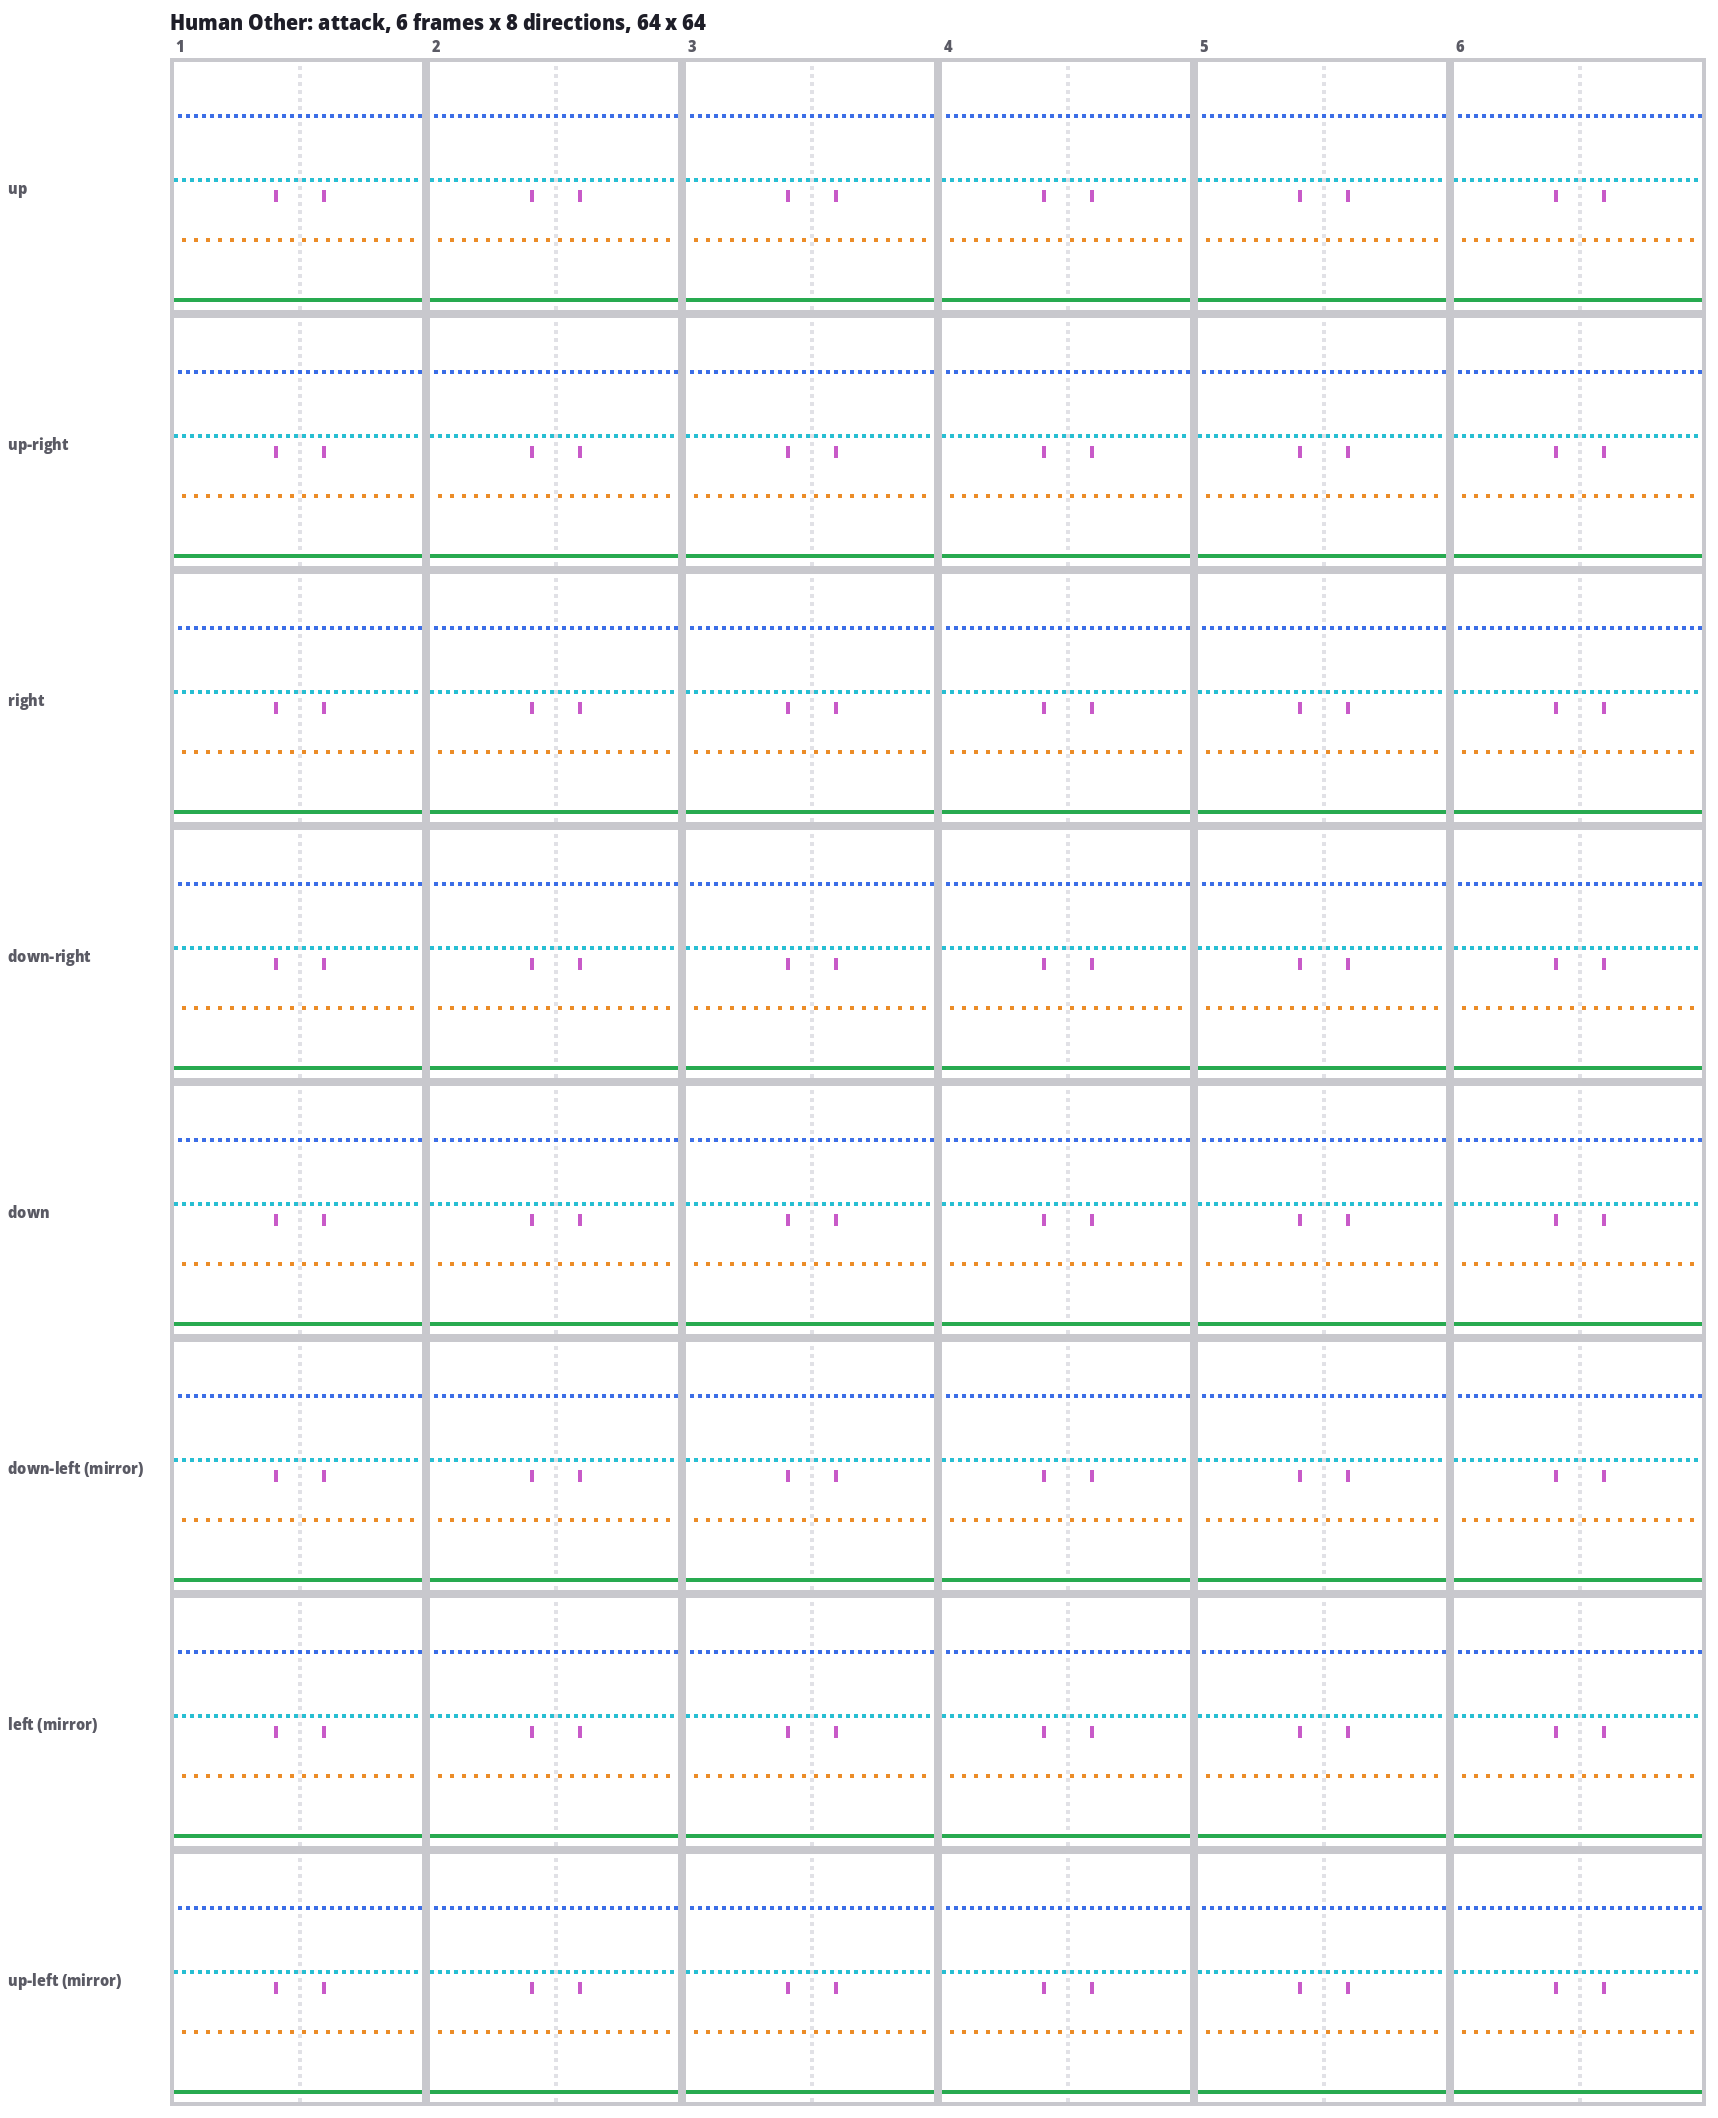 Human Other: attack, 6 frames x 8 directions, 64 x 64
1 2 3 4 5 6
up
up-right
right
down-right
down
down-left (mirror)
left (mirror)
up-left (mirror)